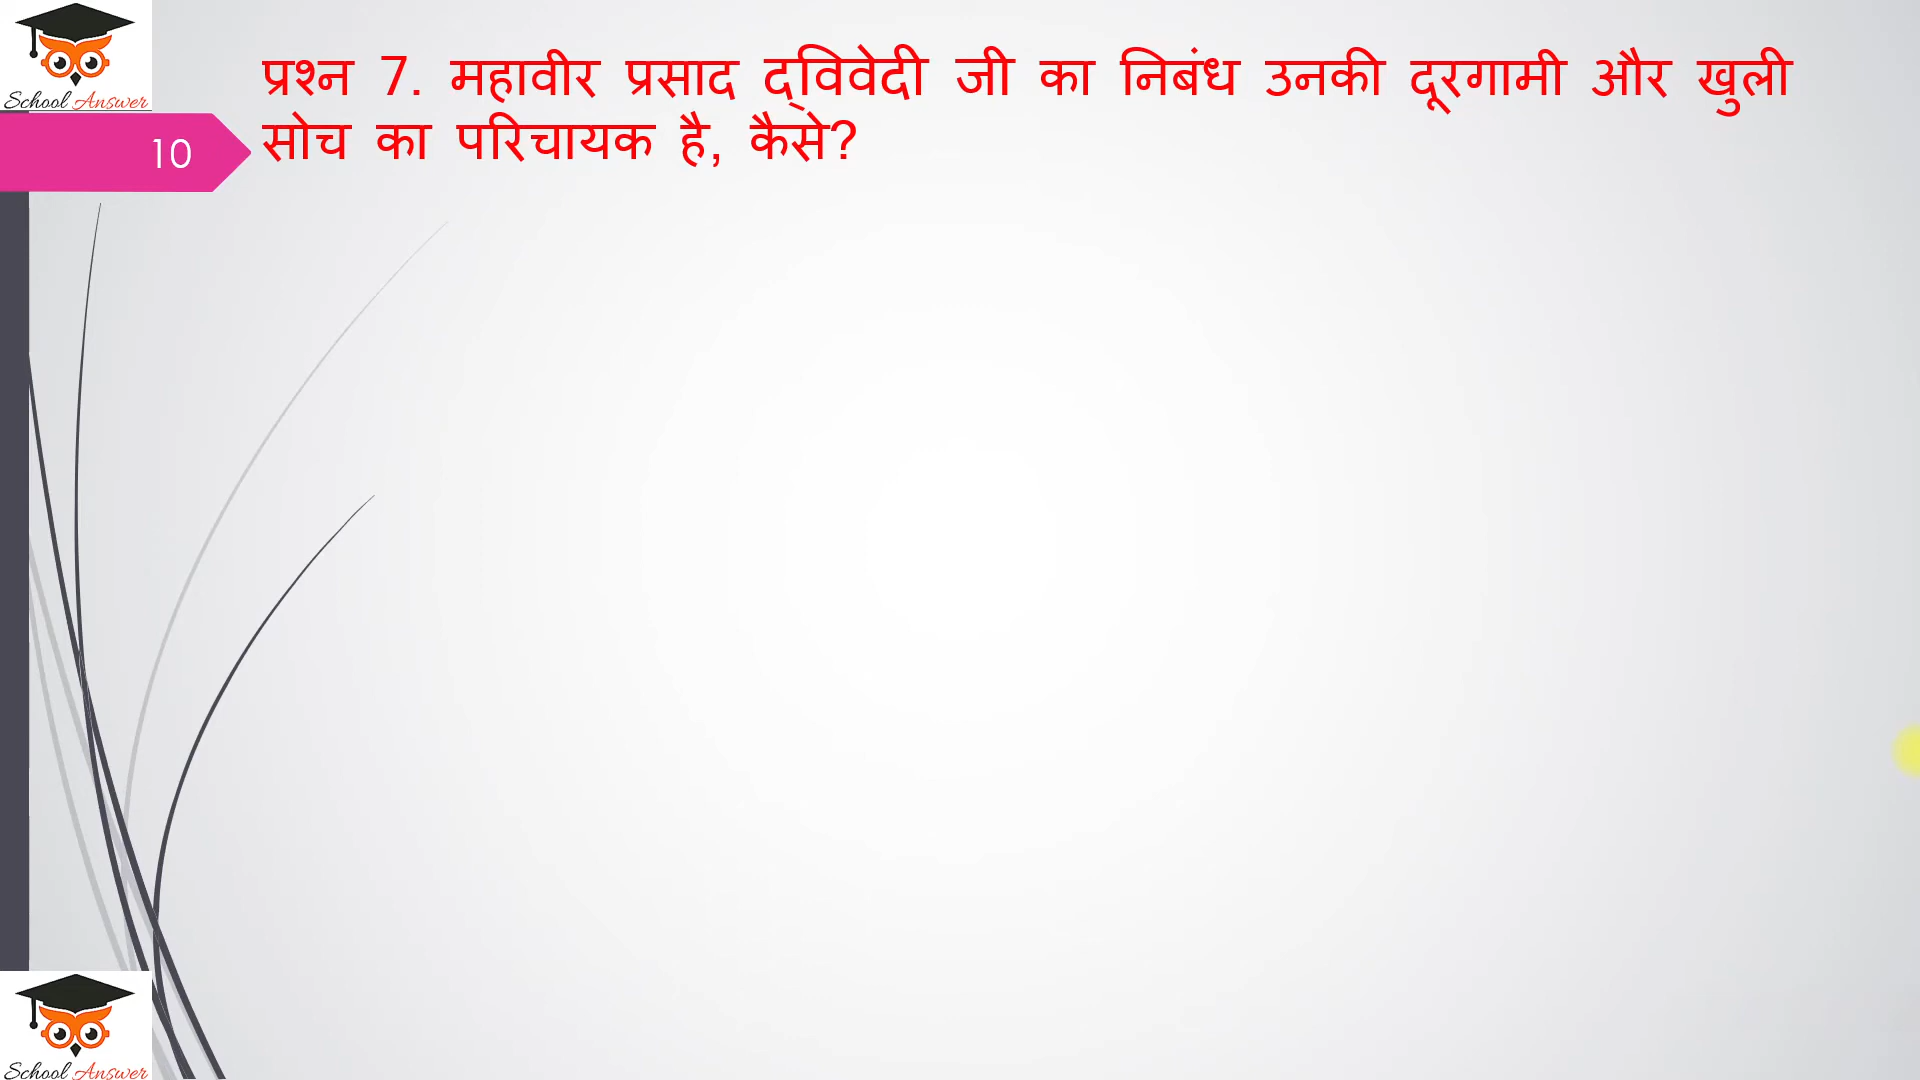 School Answer
प्रश्न 7. महावीर प्रसाद द्‌विवेदी जी का निबंध उनकी दूरगामी और खुली
सोच का परिचायक है, कैसे?
10
School Answer